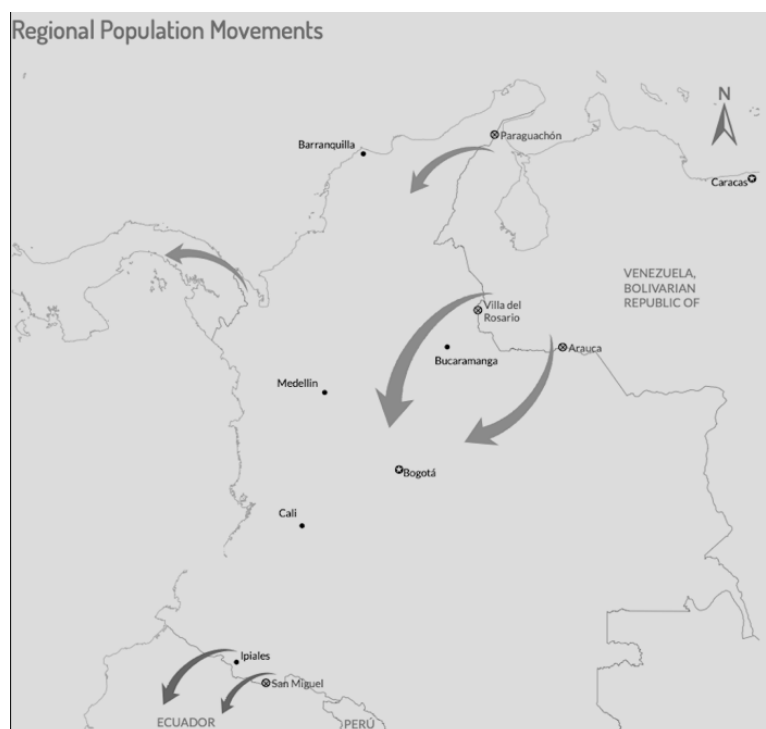 Regional Population Movements
N
Paraguachón
Barranquilla
Caracas
VENEZUELA,
BOLIVARIAN
REPUBLIC OF
Villa del
Rosario
Arauca
Bucaramanga
Medellín
Bogotá
Cali
Ipiales
San Miguel
ECUADOR
PERÚ